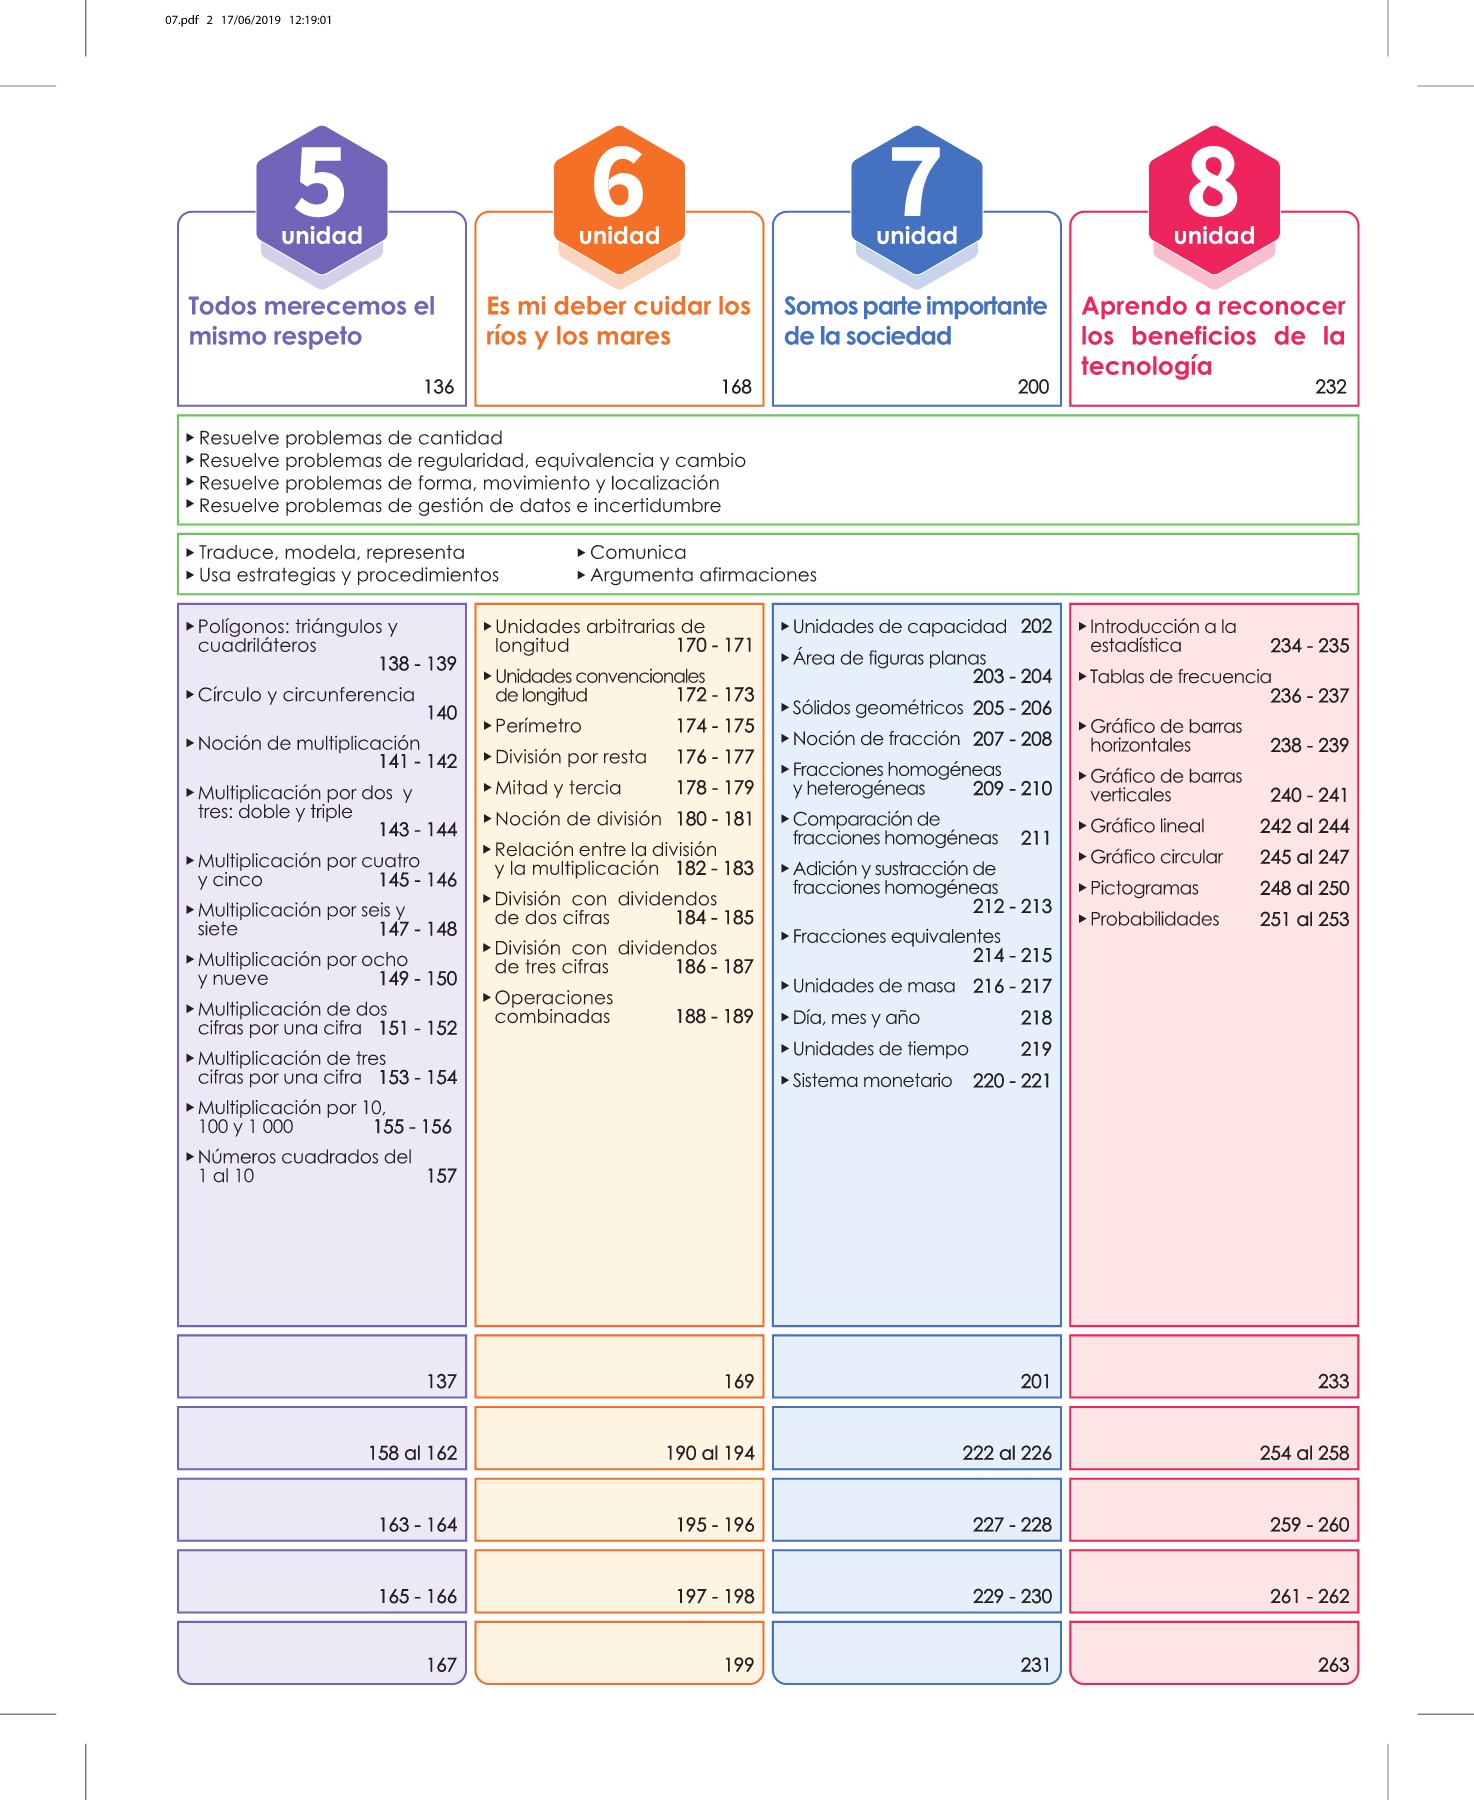 07.pdf 2 17/06/2019 12:19:01
5
unidad
Todos merecemos el
mismo respeto
136
6
unidad
Es mi deber cuidar los
ríos y los mares
168
7
unidad
Somos parte importante
de la sociedad
200
8
unidad
Aprendo a reconocer
los beneficios de la
tecnología
232
Resuelve problemas de cantidad
Resuelve problemas de regularidad, equivalencia y cambio
Resuelve problemas de forma, movimiento y localización
Resuelve problemas de gestión de datos e incertidumbre
Traduce, modela, representa
Usa estrategias y procedimientos
Comunica
Argumenta afirmaciones
Polígonos: triángulos y
cuadriláteros
138 - 139
Círculo y circunferencia
140
Noción de multiplicación
141 - 142
Multiplicación por dos y
tres: doble y triple
143 - 144
Multiplicación por cuatro
y cinco 145 - 146
Multiplicación por seis y
siete 147 - 148
Multiplicación por ocho
y nueve 149 - 150
Multiplicación de dos
cifras por una cifra 151 - 152
Multiplicación de tres
cifras por una cifra 153 - 154
Multiplicación por 10,
100 y 1 000 155 - 156
Números cuadrados del
1 al 10 157
137
158 al 162
163 - 164
165 - 166
167
Unidades arbitrarias de
longitud 170 - 171
Unidades convencionales
de longitud 172 - 173
Perímetro 174 - 175
División por resta 176 - 177
Mitad y tercia 178 - 179
Noción de división 180 - 181
Relación entre la división
y la multiplicación 182 - 183
División con dividendos
de dos cifras 184 - 185
División con dividendos
de tres cifras 186 - 187
Operaciones
combinadas 188 - 189
169
190 al 194
195 - 196
197 - 198
199
Unidades de capacidad 202
Área de figuras planas
203 - 204
Sólidos geométricos 205 - 206
Noción de fracción 207 - 208
Fracciones homogéneas
y heterogéneas 209 - 210
Comparación de
fracciones homogéneas 211
Adición y sustracción de
fracciones homogéneas
212 - 213
Fracciones equivalentes
214 - 215
Unidades de masa 216 - 217
Día, mes y año 218
Unidades de tiempo 219
Sistema monetario 220 - 221
201
222 al 226
227 - 228
229 - 230
231
Introducción a la
estadística 234 - 235
Tablas de frecuencia
236 - 237
Gráfico de barras
horizontales 238 - 239
Gráfico de barras
verticales 240 - 241
Gráfico lineal 242 al 244
Gráfico circular 245 al 247
Pictogramas 248 al 250
Probabilidades 251 al 253
233
254 al 258
259 - 260
261 - 262
263